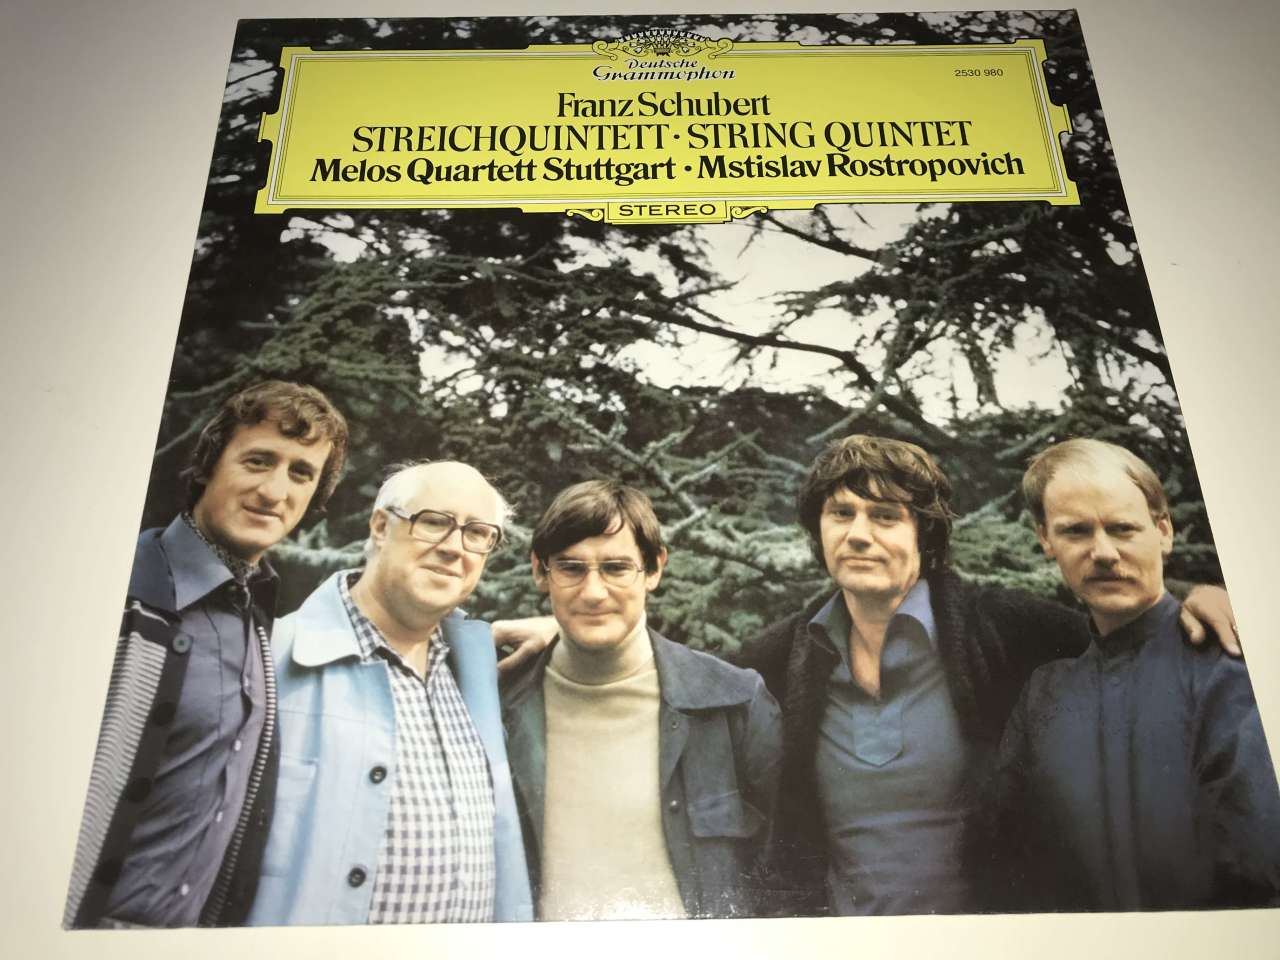 Deutsche
Grammophon
2530 980
Franz Schubert
STREICHQUINTETT · STRING QUINTET
Melos Quartett Stuttgart · Mstislav Rostropovich
STEREO